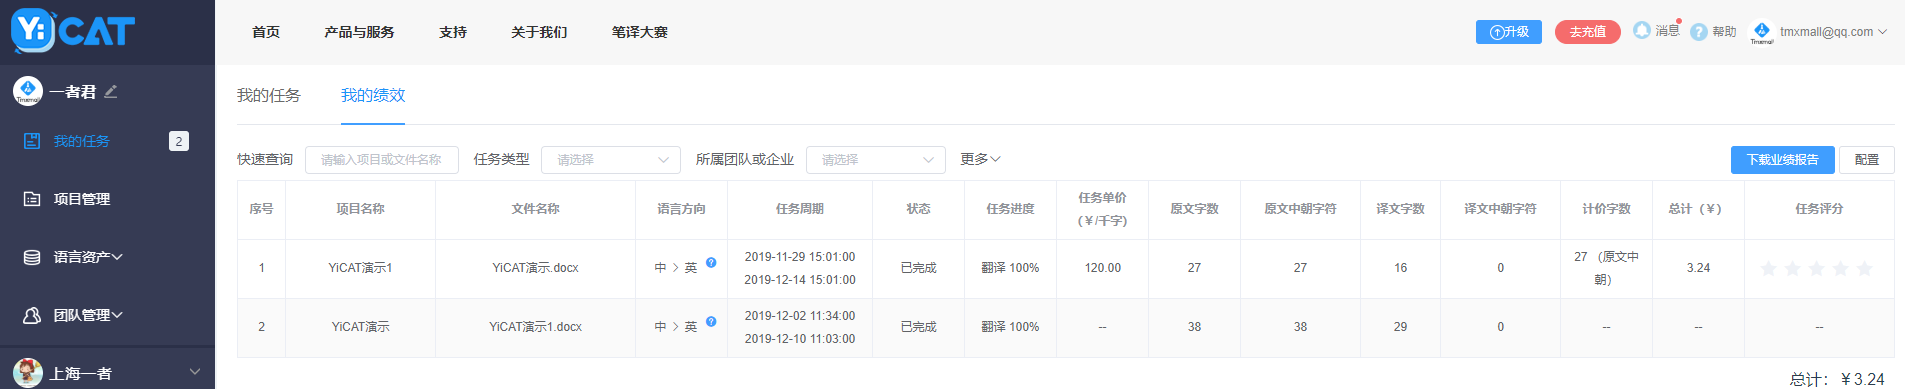 YiCAT
首页 产品与服务 支持 关于我们 笔译大赛
升级 去充值 消息 帮助 Tmxmall tmxmall@qq.com
Tmxmall 一者君
我的任务 2
项目管理
语言资产
团队管理
上海一者
我的任务 我的绩效
快速查询 请输入项目或文件名称 任务类型 请选择 所属团队或企业 请选择 更多 下载业绩报告 配置
序号 项目名称 文件名称 语言方向 任务周期 状态 任务进度 任务单价 (¥/千字) 原文字数 原文中朝字符 译文字数 译文中朝字符 计价字数 总计（¥） 任务评分
1 YiCAT演示1 YiCAT演示.docx 中 > 英 ? 2019-11-29 15:01:00 2019-12-14 15:01:00 已完成 翻译 100% 120.00 27 27 16 0 27 （原文中朝） 3.24
2 YiCAT演示 YiCAT演示1.docx 中 > 英 ? 2019-12-02 11:34:00 2019-12-10 11:03:00 已完成 翻译 100% -- 38 38 29 0 -- -- --
总计：¥3.24